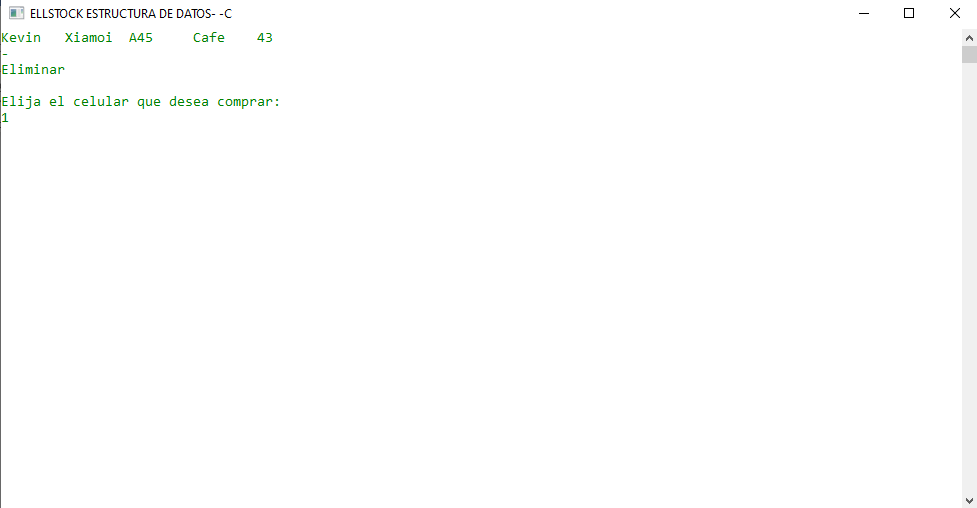 ELLSTOCK ESTRUCTURA DE DATOS- -C
Kevin   Xiamoi  A45     Cafe    43
-
Eliminar
Elija el celular que desea comprar:
1